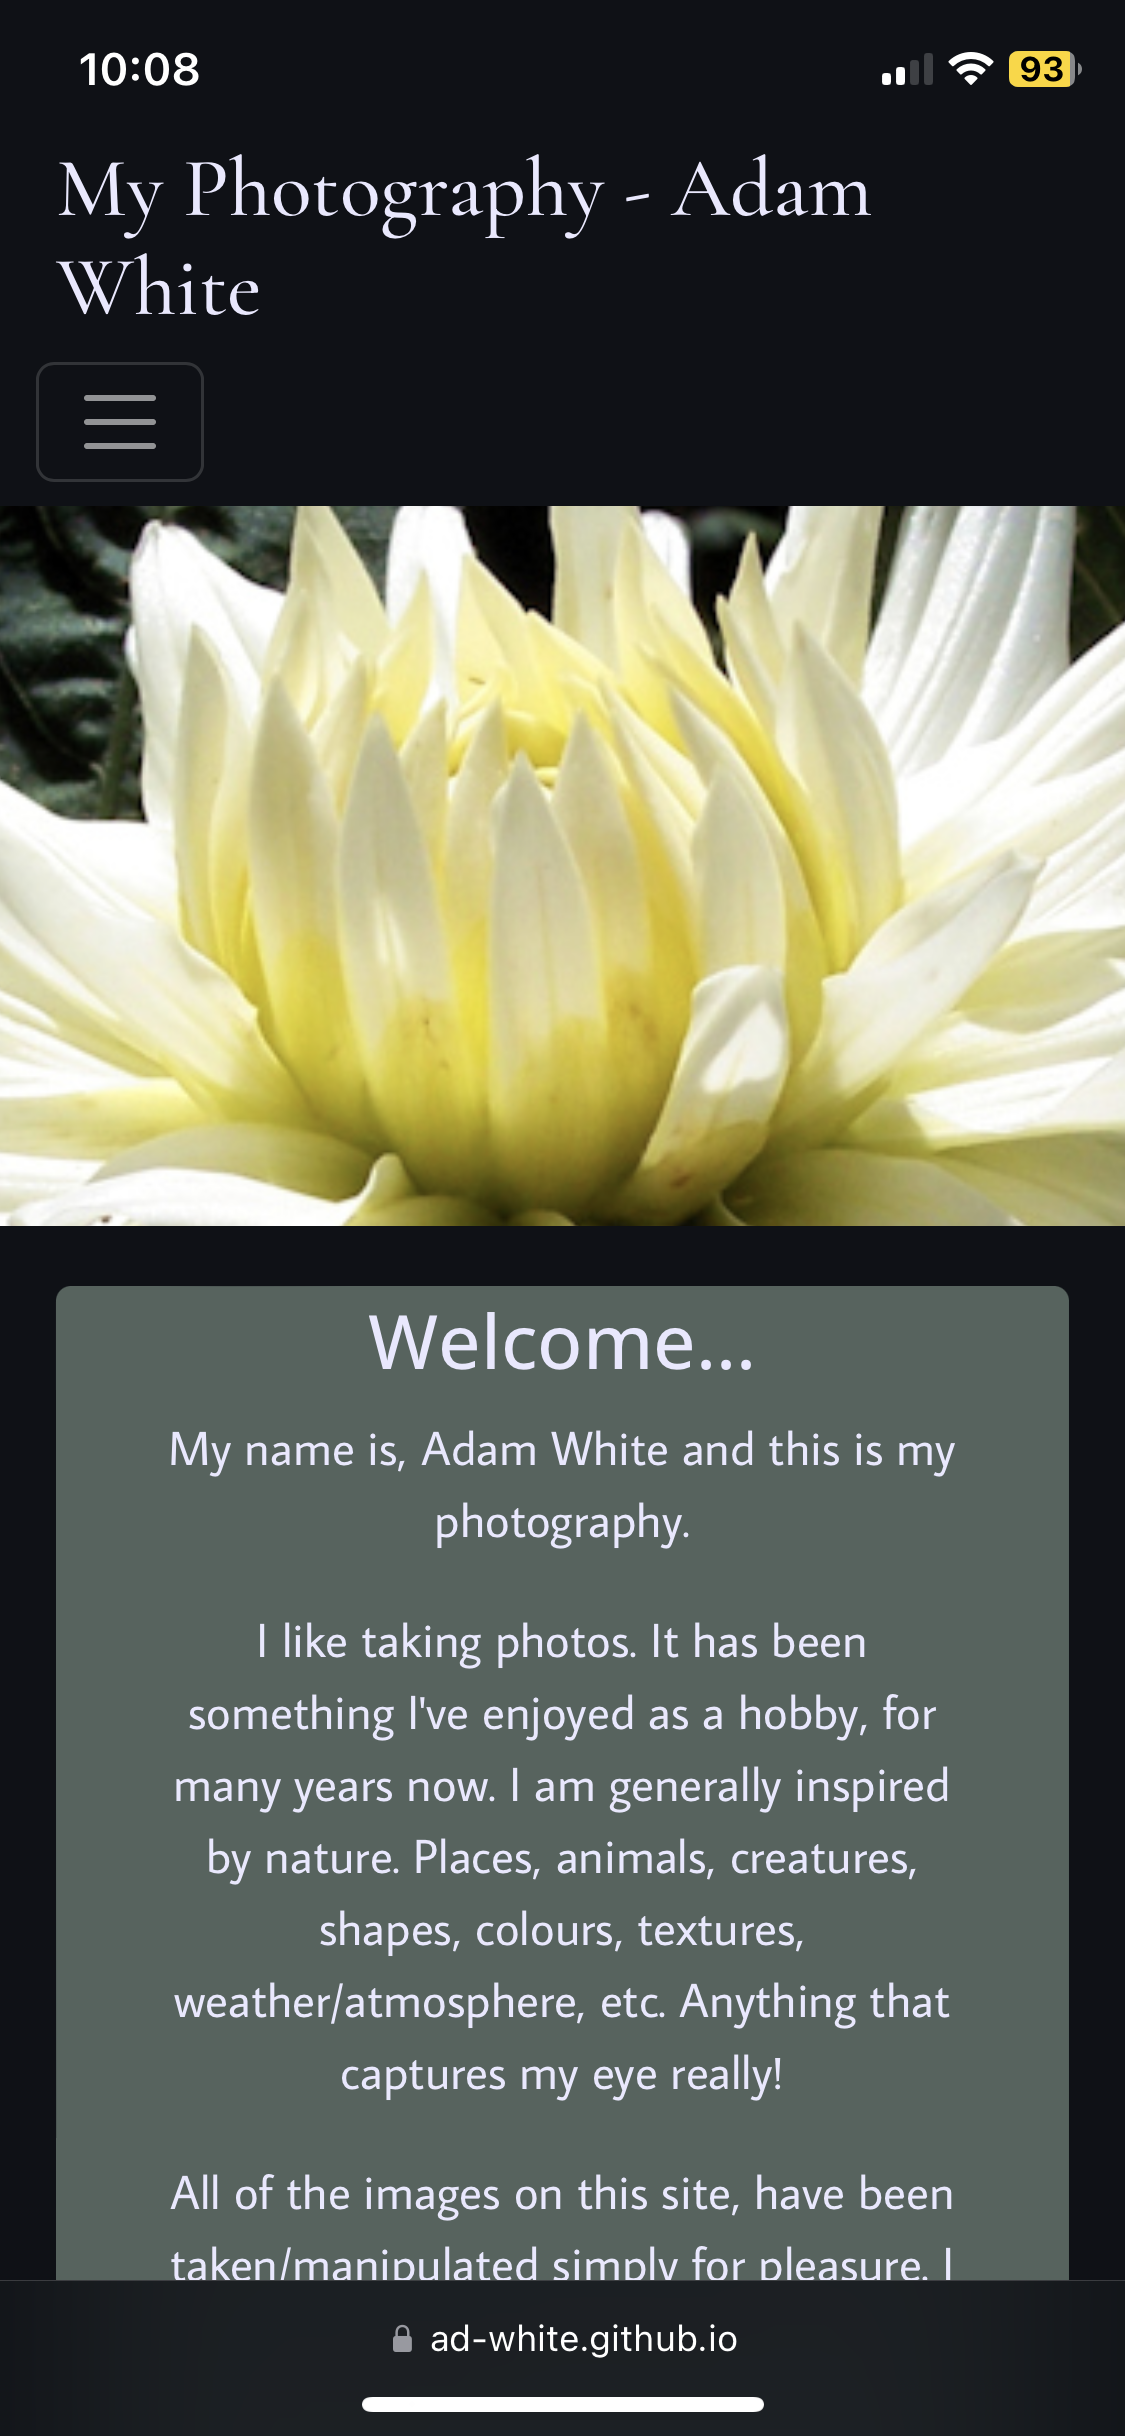 10:08
93
My Photography - Adam
White
Welcome...
My name is, Adam White and this is my
photography.
I like taking photos. It has been
something I've enjoyed as a hobby, for
many years now. I am generally inspired
by nature. Places, animals, creatures,
shapes, colours, textures,
weather/atmosphere, etc. Anything that
captures my eye really!
All of the images on this site, have been
taken/manipulated simply for pleasure. I
ad-white.github.io